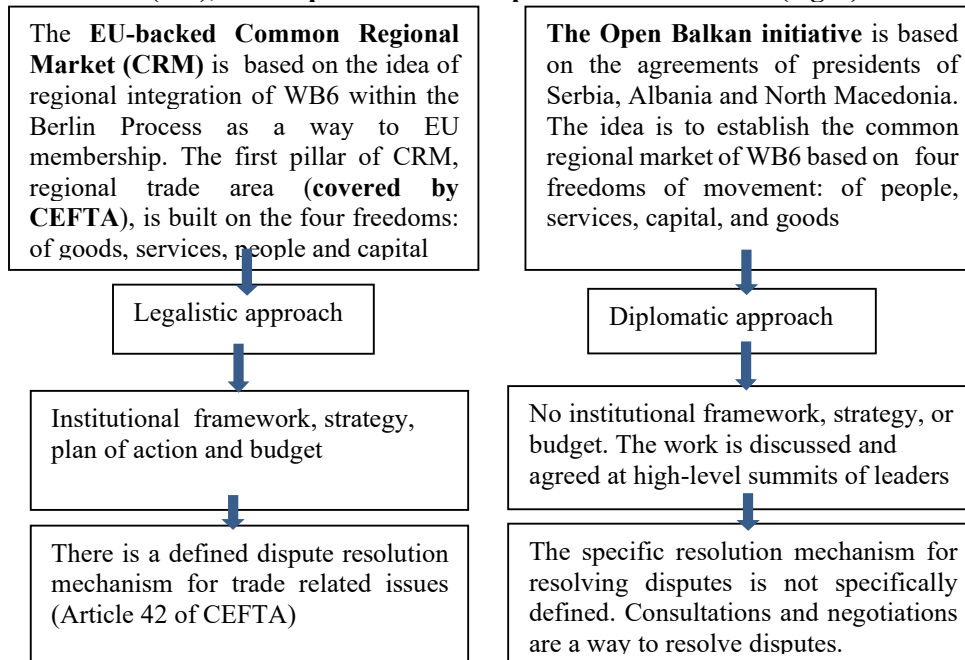 The EU-backed Common Regional
Market (CRM) is based on the idea of
regional integration of WB6 within the
Berlin Process as a way to EU
membership. The first pillar of CRM,
regional trade area (covered by
CEFTA), is built on the four freedoms:
of goods, services, people and capital
Legalistic approach
Institutional framework, strategy,
plan of action and budget
There is a defined dispute resolution
mechanism for trade related issues
(Article 42 of CEFTA)
The Open Balkan initiative is based
on the agreements of presidents of
Serbia, Albania and North Macedonia.
The idea is to establish the common
regional market of WB6 based on four
freedoms of movement: of people,
services, capital, and goods
Diplomatic approach
No institutional framework, strategy, or
budget. The work is discussed and
agreed at high-level summits of leaders
The specific resolution mechanism for
resolving disputes is not specifically
defined. Consultations and negotiations
are a way to resolve disputes.